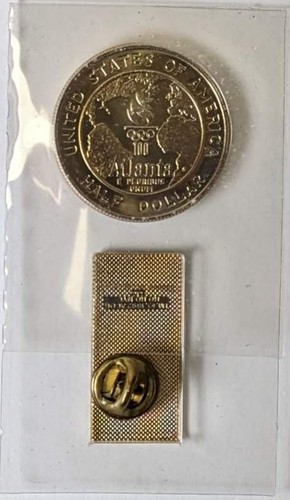 UNITED STATES OF AMERICA
Atlanta
E PLURIBUS
UNUM
HALF DOLLAR